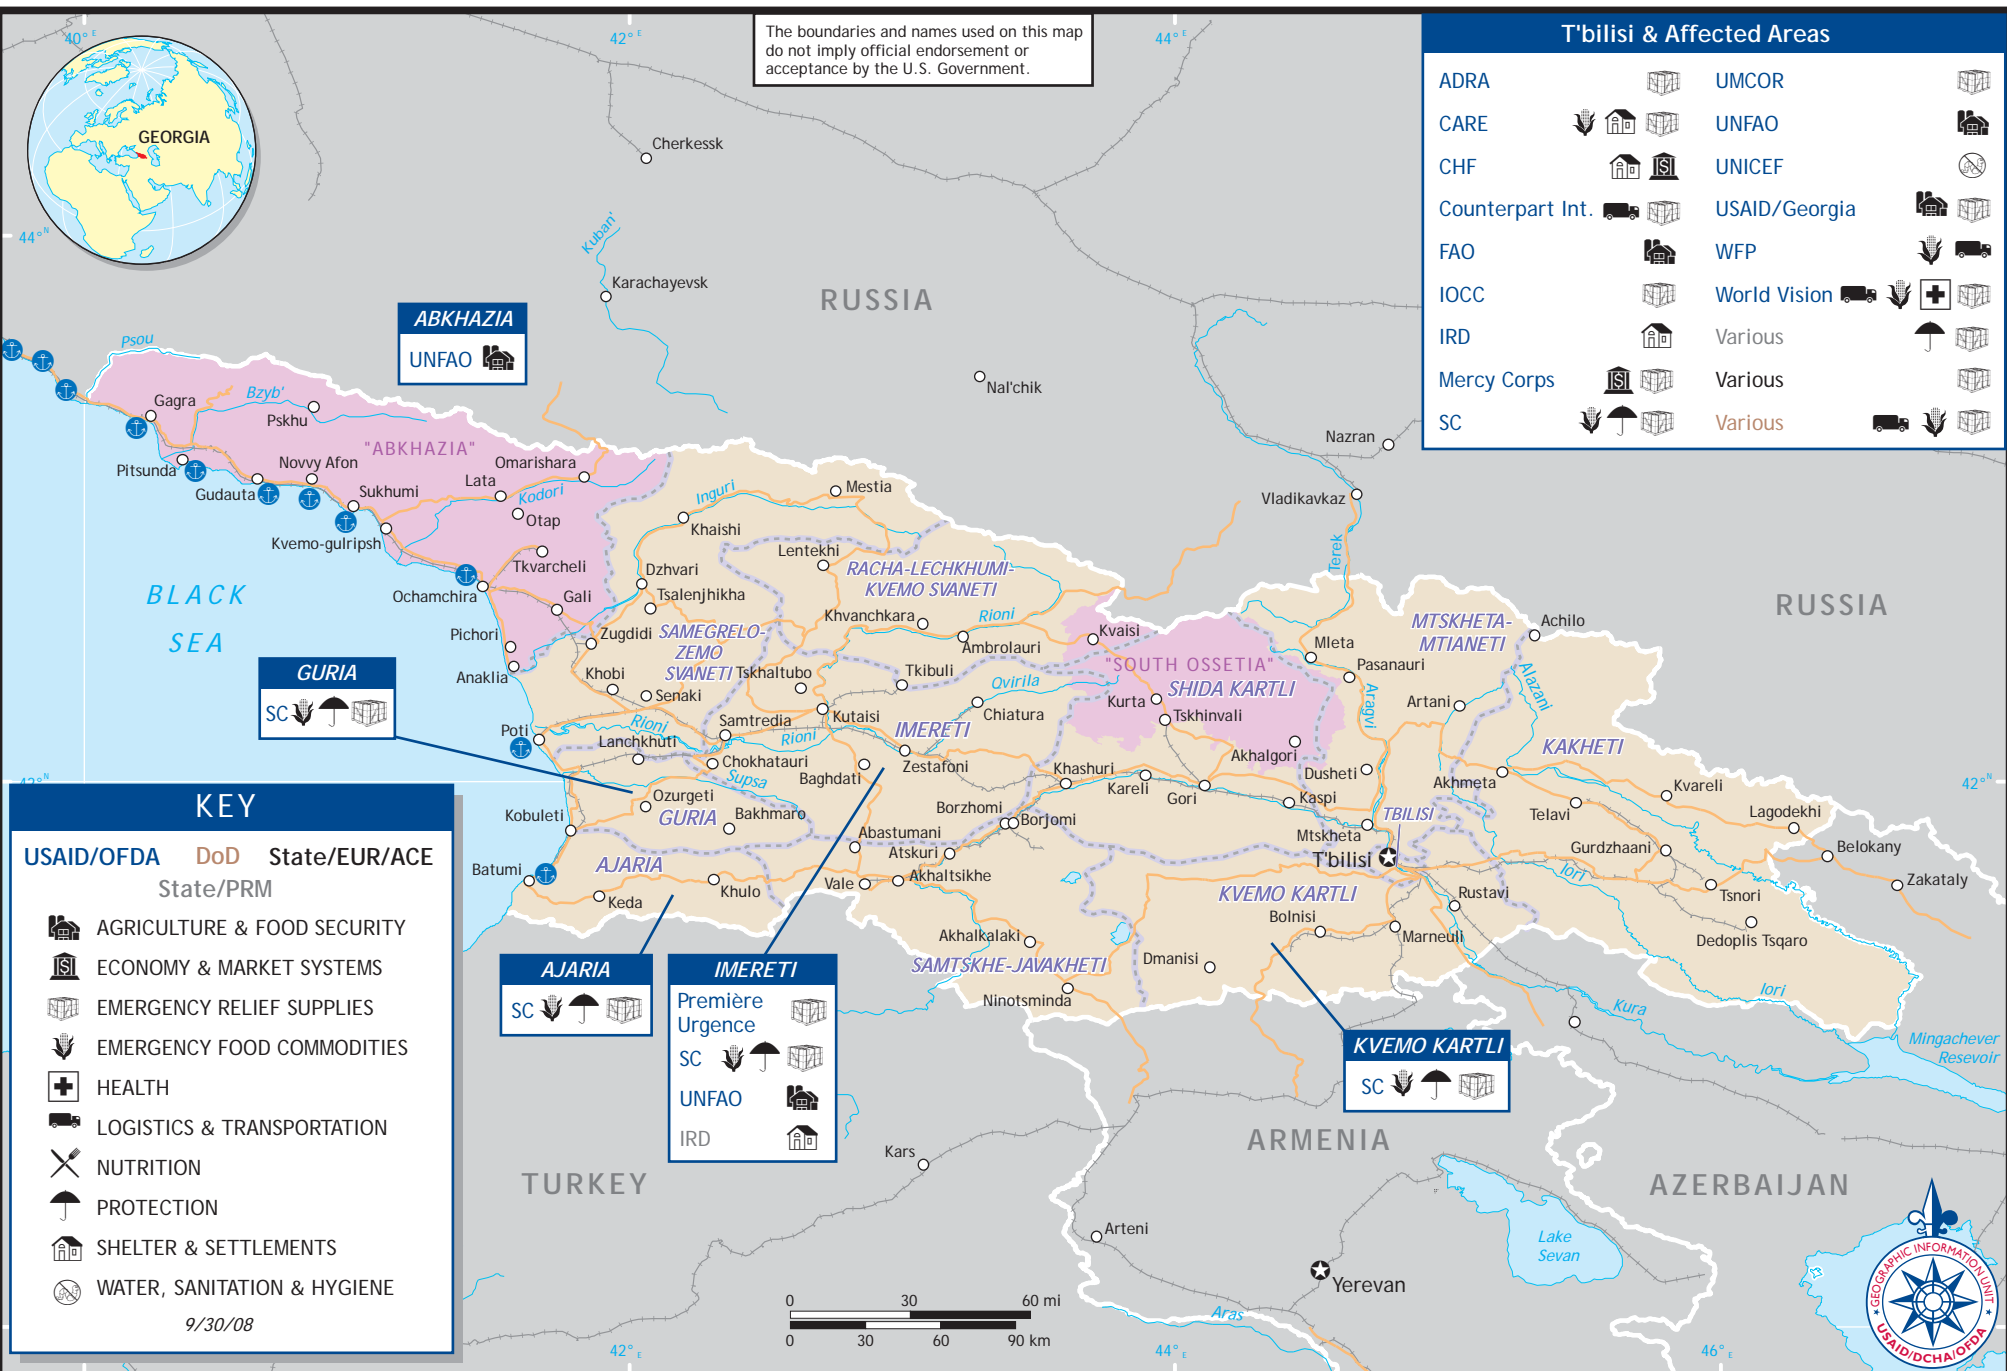 The boundaries and names used on this map
do not imply official endorsement or
acceptance by the U.S. Government.
40° E
42° E
44° E
44° N
GEORGIA
T'bilisi & Affected Areas
ADRA
CARE
CHF
Counterpart Int.
FAO
IOCC
IRD
Mercy Corps
SC
UMCOR
UNFAO
UNICEF
USAID/Georgia
WFP
World Vision
Various
Various
Various
Cherkessk
Kuban'
Karachayevsk
RUSSIA
Nal'chik
Nazran
Vladikavkaz
Terek
RUSSIA
ABKHAZIA
UNFAO
Psou
Gagra
Bzyb'
Pskhu
"ABKHAZIA"
Pitsunda
Novvy Afon
Gudauta
Sukhumi
Omarishara
Lata
Kodori
Otap
Kvemo-gulripsh
Tkvarcheli
Ochamchira
Gali
Pichori
Anaklia
BLACK
SEA
Inguri
Mestia
Khaishi
Lentekhi
Dzhvari
Tsalenjhikha
RACHA-LECHKHUMI-
KVEMO SVANETI
Khvanchkara
Rioni
Ambrolauri
Zugdidi
SAMEGRELO-
ZEMO
SVANETI
Khobi
Senaki
Tskhaltubo
Tkibuli
Qvirila
Chiatura
Poti
Rioni
Samtredia
Rioni
Kutaisi
IMERETI
Lanchkhuti
Chokhatauri
Supsa
Baghdati
Zestafoni
Kvaisi
"SOUTH OSSETIA"
SHIDA KARTLI
Kurta
Tskhinvali
Akhalgori
Khashuri
Kareli
Gori
Kaspi
Mleta
Pasanauri
Aragvi
Dusheti
MTSKHETA-
MTIANETI
Achilo
Alazani
Artani
KAKHETI
Akhmeta
Kvareli
Telavi
Lagodekhi
Belokany
Zakataly
TBILISI
Mtskheta
T'bilisi
Gurdzhaani
Iori
Tsnori
Dedoplis Tsqaro
Rustavi
KVEMO KARTLI
Bolnisi
Marneuli
Dmanisi
GURIA
SC
Ozurgeti
GURIA
Bakhmaro
Kobuleti
Borzhomi
Borjomi
Abastumani
Atskuri
Batumi
AJARIA
Keda
Khulo
Vale
Akhaltsikhe
Akhalkalaki
SAMTSKHE-JAVAKHETI
Ninotsminda
AJARIA
SC
IMERETI
Première
Urgence
SC
UNFAO
IRD
KVEMO KARTLI
SC
Kura
Iori
Mingachever
Resevoir
42° N
42° N
TURKEY
Kars
ARMENIA
Arteni
Yerevan
Lake
Sevan
Aras
AZERBAIJAN
KEY
USAID/OFDA DoD State/EUR/ACE
State/PRM
AGRICULTURE & FOOD SECURITY
ECONOMY & MARKET SYSTEMS
EMERGENCY RELIEF SUPPLIES
EMERGENCY FOOD COMMODITIES
HEALTH
LOGISTICS & TRANSPORTATION
NUTRITION
PROTECTION
SHELTER & SETTLEMENTS
WATER, SANITATION & HYGIENE
9/30/08
0 30 60 mi
0 30 60 90 km
42° E
44° E
46° E
GEOGRAPHIC INFORMATION UNIT
USAID/DCHA/OFDA